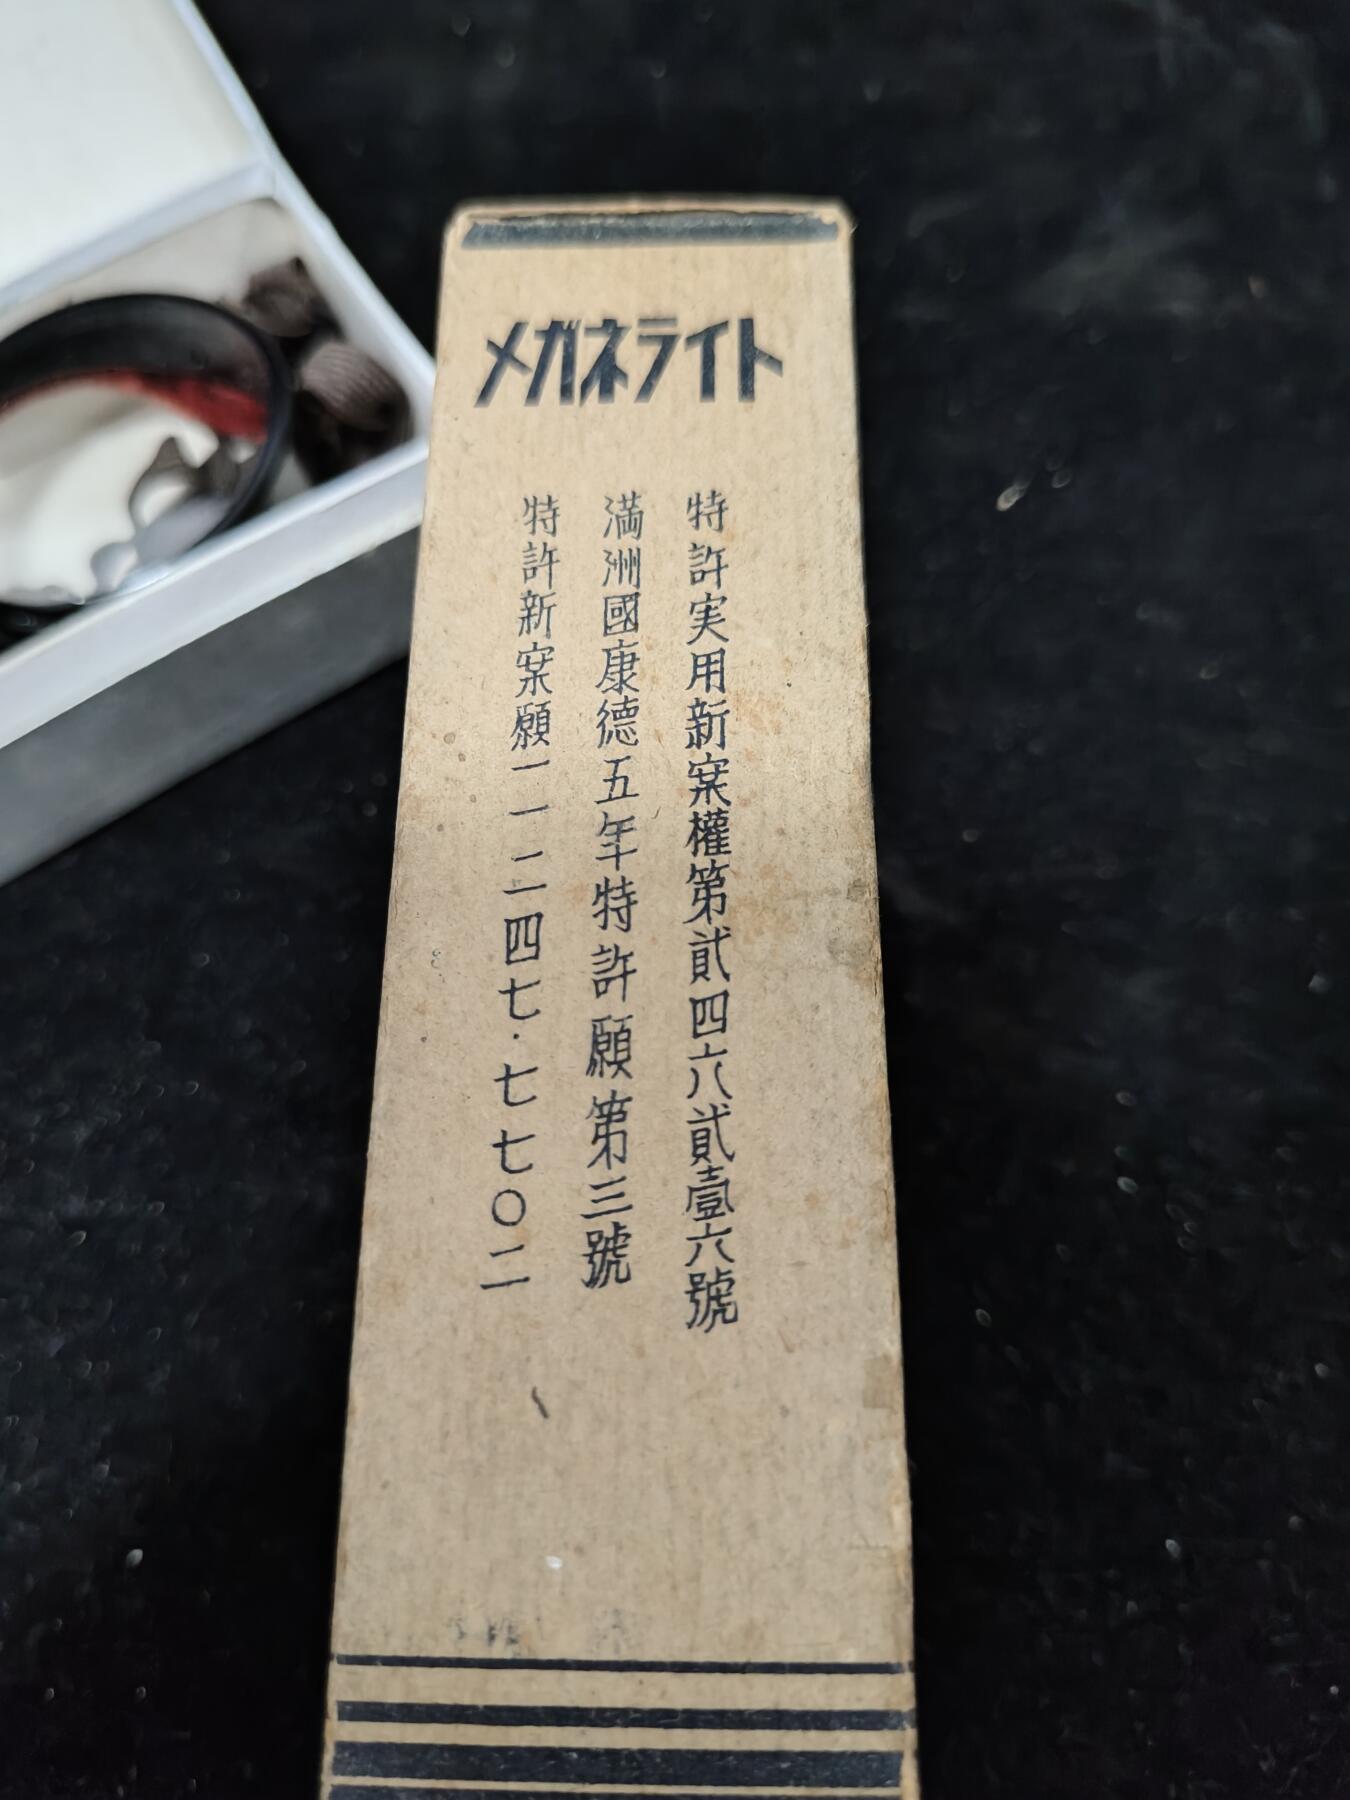 メガネライト
特許実用新案權第貳四六貳壹六號
満洲國康德五年特許願第三號
特許新案願一一二四七·七七〇二